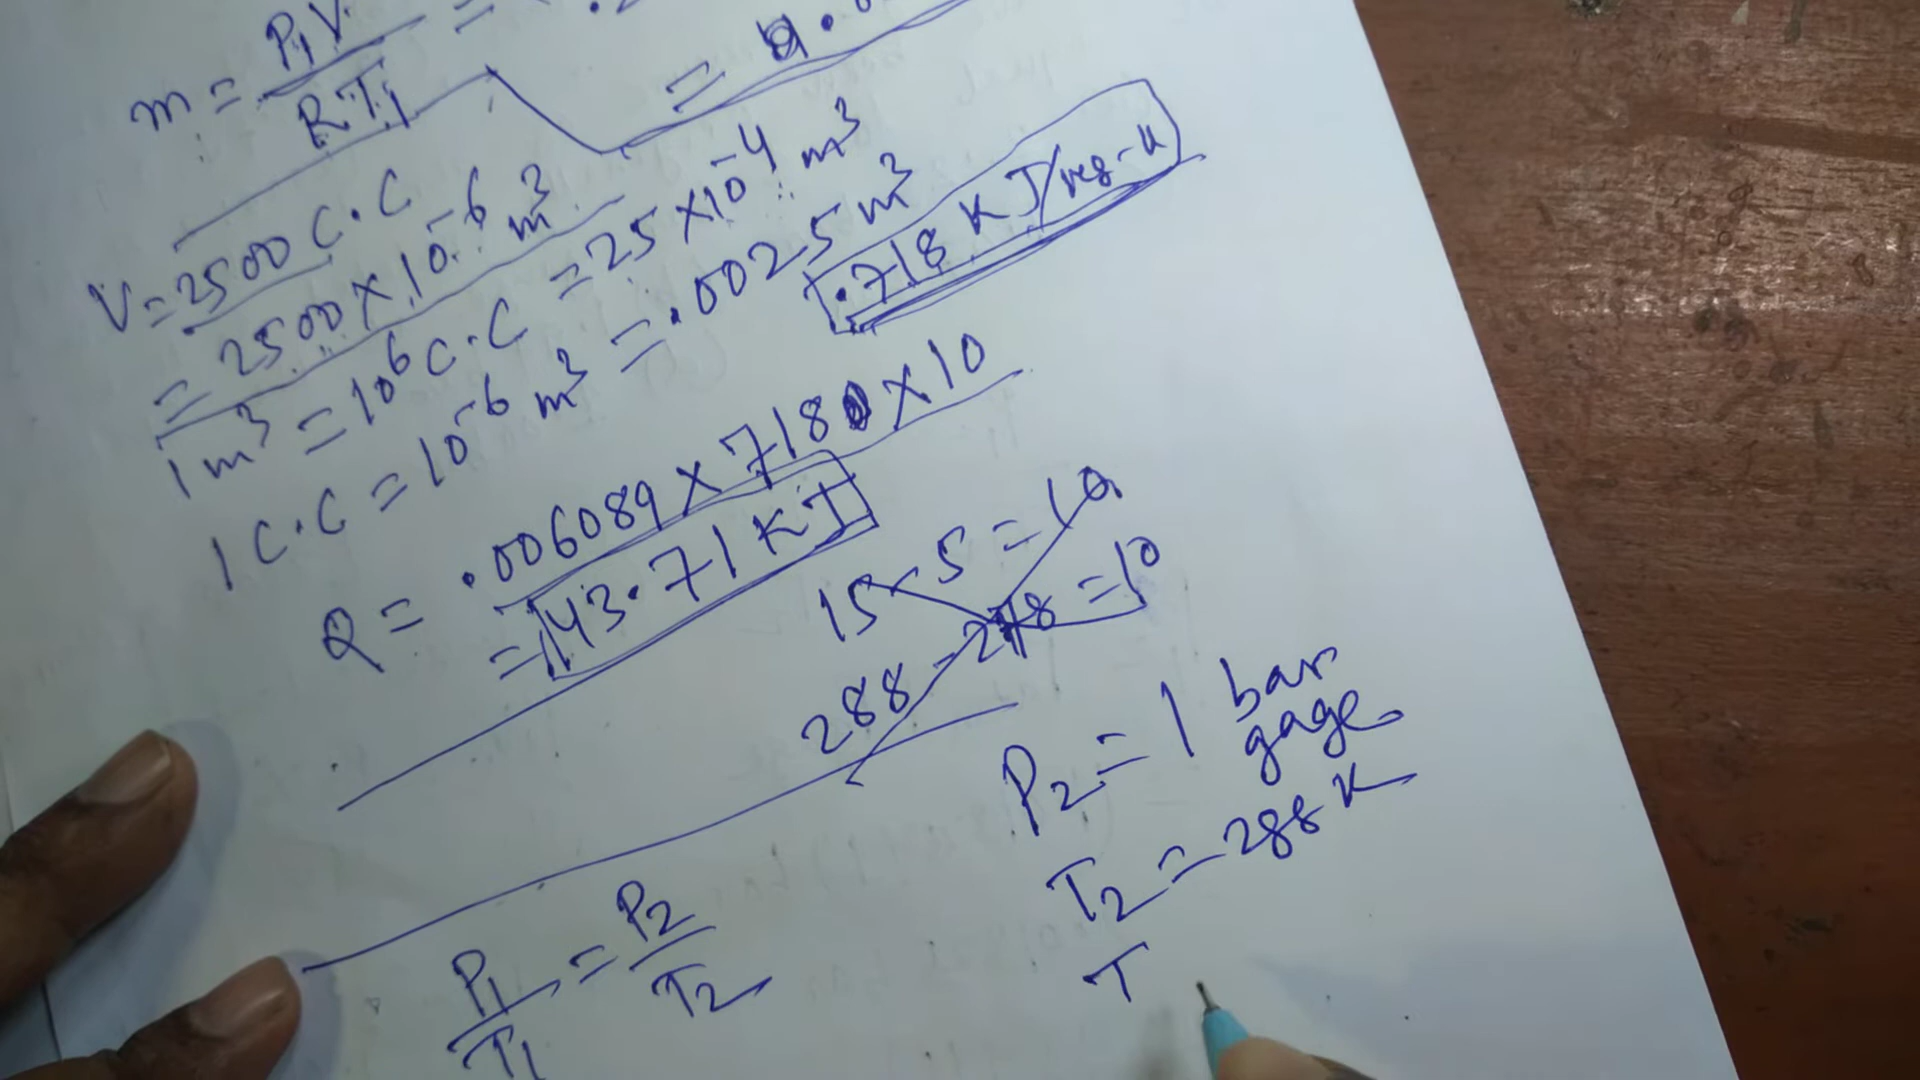 m = P₁V / RT₁ =
=
V = 2500 C.C
= 2500 × 10⁻⁶ m³
1 m³ = 10⁶ C.C = 25 × 10⁻⁴ m³
1 C.C = 10⁻⁶ m³ = .0025 m³
.718 KJ/kg-K
Q = .006089 × 718 × 10
= 43.71 KJ
15 - 5 = 10
288 - 278 = 10
P₂ = 1 bar
gage
T₂ = 288 K
T
P₁/T₁ = P₂/T₂